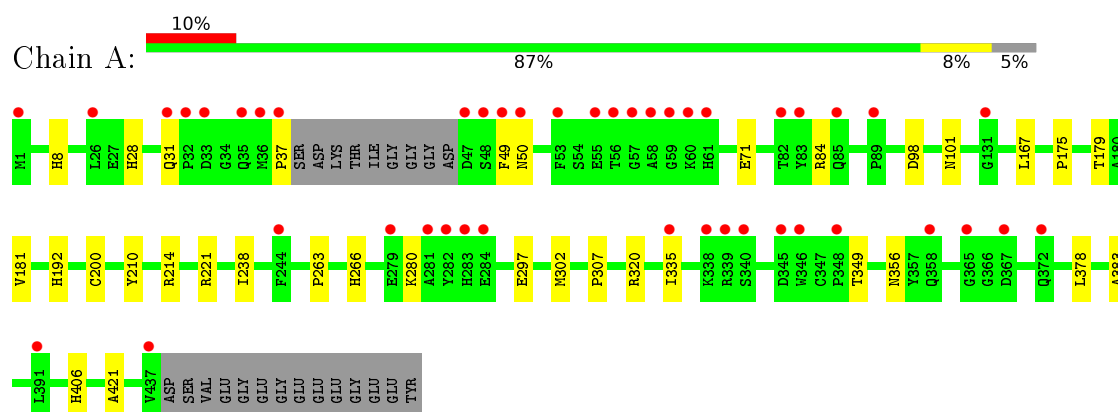 10%
Chain A:
87% 8% 5%
M1 H8 L26 E27 H28 Q31 P32 D33 G34 Q35 M36 P37 SER ASP LYS THR ILE GLY GLY GLY ASP D47 S48 F49 N50 F53 S54 E55 T56 G57 A58 G59 K60 H61 E71 T82 Y83 R84 Q85 P89 D98 N101 G131 L167 P175 T179 A180
V181 H192 C200 Y210 R214 R221 I238 F244 P263 H266 E279 K280 A281 Y282 H283 E284 E297 M302 P307 R320 I335 K338 R339 S340 D345 W346 C347 P348 T349 N356 Y357 Q358 G365 G366 D367 Q372 L378
L391 H406 A421 V437 ASP SER VAL GLU GLY GLU GLU GLY GLU GLU GLU GLY GLU GLU TYR